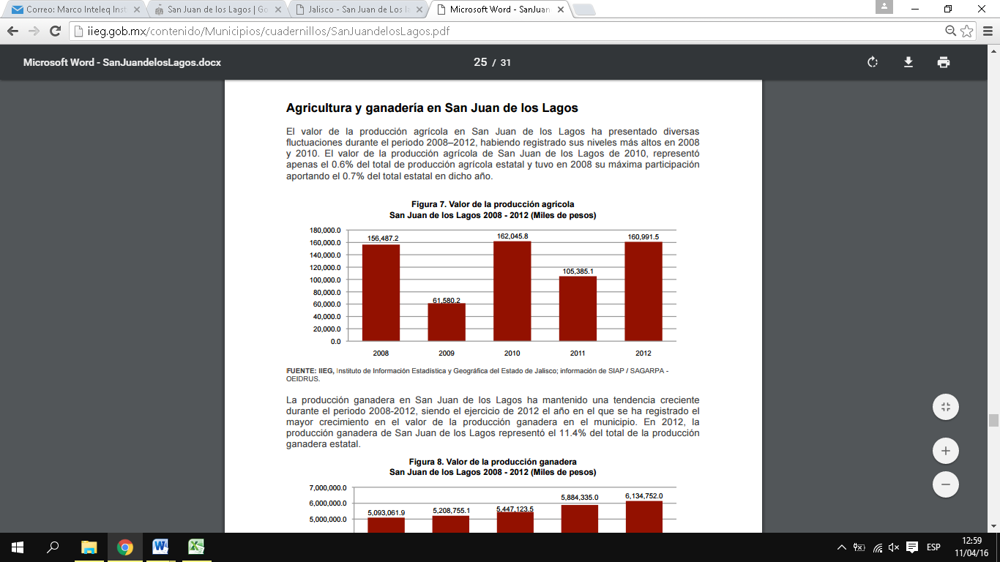 Correo: Marco Inteleq Inst
San Juan de los Lagos | Go
Jalisco - San Juan de Los
Microsoft Word - SanJuan
iieg.gob.mx/contenido/Municipios/cuadernillos/SanJuandelosLagos.pdf
Microsoft Word - SanJuandelosLagos.docx
25 / 31
Agricultura y ganadería en San Juan de los Lagos
El valor de la producción agrícola en San Juan de los Lagos ha presentado diversas
fluctuaciones durante el periodo 2008–2012, habiendo registrado sus niveles más altos en 2008
y 2010. El valor de la producción agrícola de San Juan de los Lagos de 2010, representó
apenas el 0.6% del total de producción agrícola estatal y tuvo en 2008 su máxima participación
aportando el 0.7% del total estatal en dicho año.
Figura 7. Valor de la producción agrícola
San Juan de los Lagos 2008 - 2012 (Miles de pesos)
180,000.0
160,000.0
140,000.0
120,000.0
100,000.0
80,000.0
60,000.0
40,000.0
20,000.0
0.0
156,487.2
61,580.2
162,045.8
105,385.1
160,991.5
2008 2009 2010 2011 2012
FUENTE: IIEG, Instituto de Información Estadística y Geográfica del Estado de Jalisco; información de SIAP / SAGARPA -
OEIDRUS.
La producción ganadera en San Juan de los Lagos ha mantenido una tendencia creciente
durante el periodo 2008-2012, siendo el ejercicio de 2012 el año en el que se ha registrado el
mayor crecimiento en el valor de la producción ganadera en el municipio. En 2012, la
producción ganadera de San Juan de los Lagos representó el 11.4% del total de la producción
ganadera estatal.
Figura 8. Valor de la producción ganadera
San Juan de los Lagos 2008 - 2012 (Miles de pesos)
7,000,000.0
6,000,000.0
5,000,000.0
5,093,061.9
5,208,755.1
5,447,123.5
5,884,335.0
6,134,752.0
ESP
12:59
11/04/16